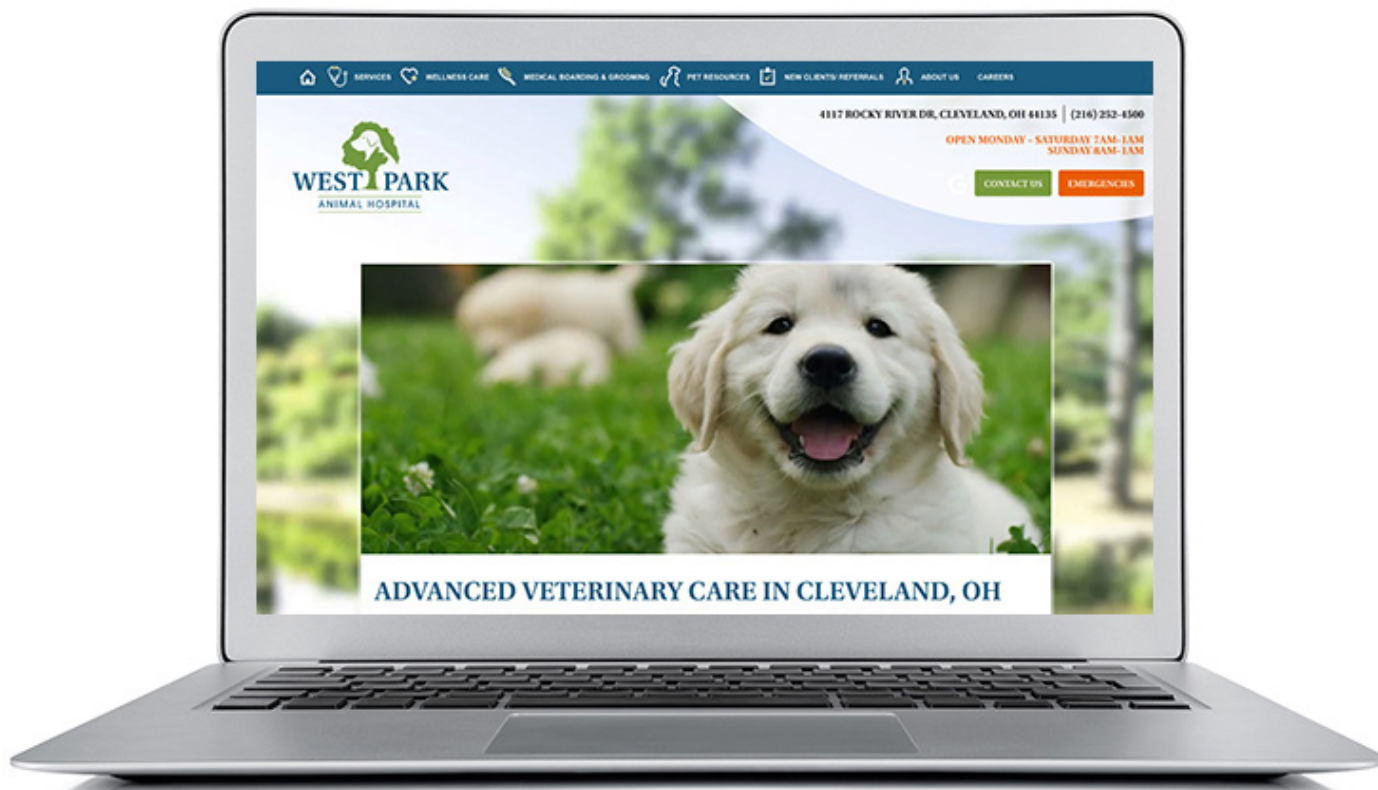 SERVICES WELLNESS CARE MEDICAL BOARDING & GROOMING PET RESOURCES NEW CLIENTS/ REFERRALS ABOUT US CAREERS
4117 ROCKY RIVER DR, CLEVELAND, OH 44135 | (216) 252-4500
OPEN MONDAY – SATURDAY 7AM–1AM
SUNDAY 8AM–1AM
G CONTACT US EMERGENCIES
WEST PARK
ANIMAL HOSPITAL
ADVANCED VETERINARY CARE IN CLEVELAND, OH